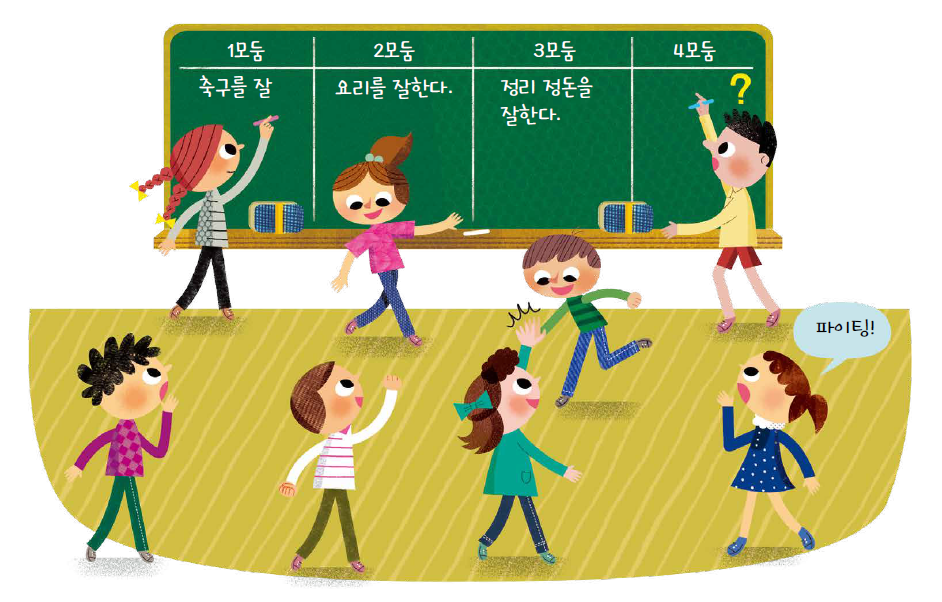 1모둠
2모둠
3모둠
4모둠
축구를 잘
요리를 잘한다.
정리 정돈을
잘한다.
?
파이팅!